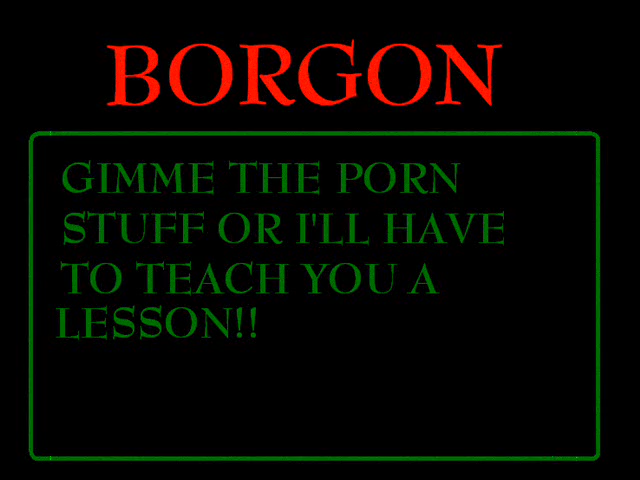 BORGON
GIMME THE PORN
STUFF OR I'LL HAVE
TO TEACH YOU A
LESSON!!